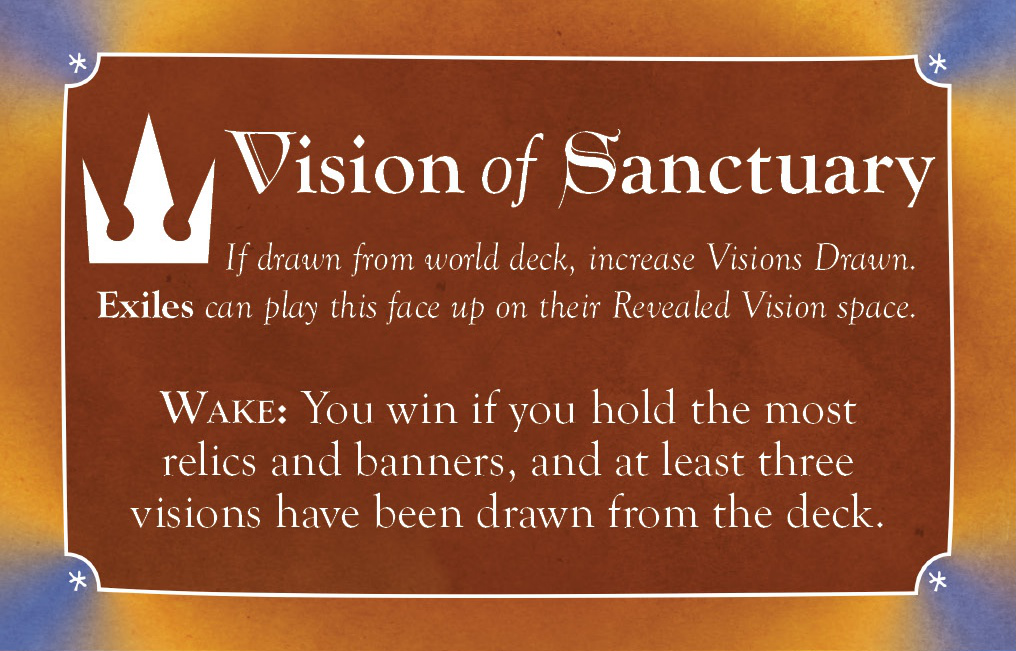 Vision of Sanctuary
If drawn from world deck, increase Visions Drawn.
Exiles can play this face up on their Revealed Vision space.
WAKE: You win if you hold the most
relics and banners, and at least three
visions have been drawn from the deck.